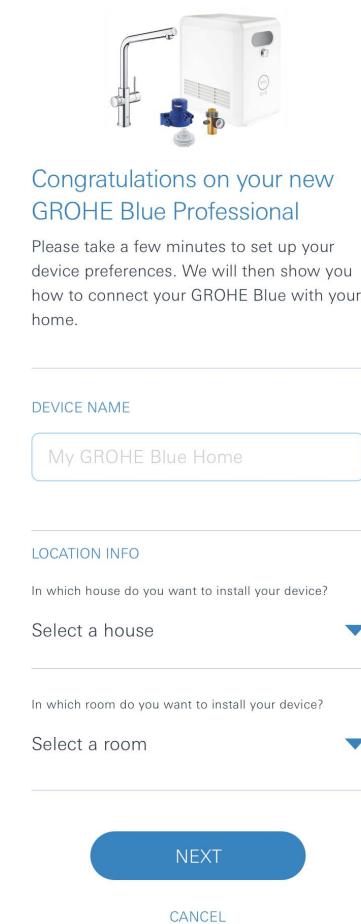 Congratulations on your new
GROHE Blue Professional
Please take a few minutes to set up your
device preferences. We will then show you
how to connect your GROHE Blue with your
home.
DEVICE NAME
My GROHE Blue Home
LOCATION INFO
In which house do you want to install your device?
Select a house
In which room do you want to install your device?
Select a room
NEXT
CANCEL